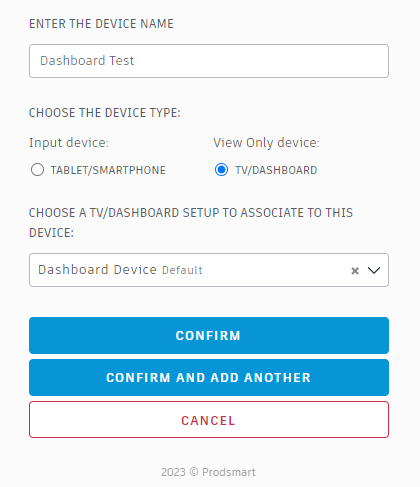 ENTER THE DEVICE NAME
Dashboard Test
CHOOSE THE DEVICE TYPE:
Input device: View Only device:
TABLET/SMARTPHONE TV/DASHBOARD
CHOOSE A TV/DASHBOARD SETUP TO ASSOCIATE TO THIS
DEVICE:
Dashboard Device Default
CONFIRM
CONFIRM AND ADD ANOTHER
CANCEL
2023 © Prodsmart